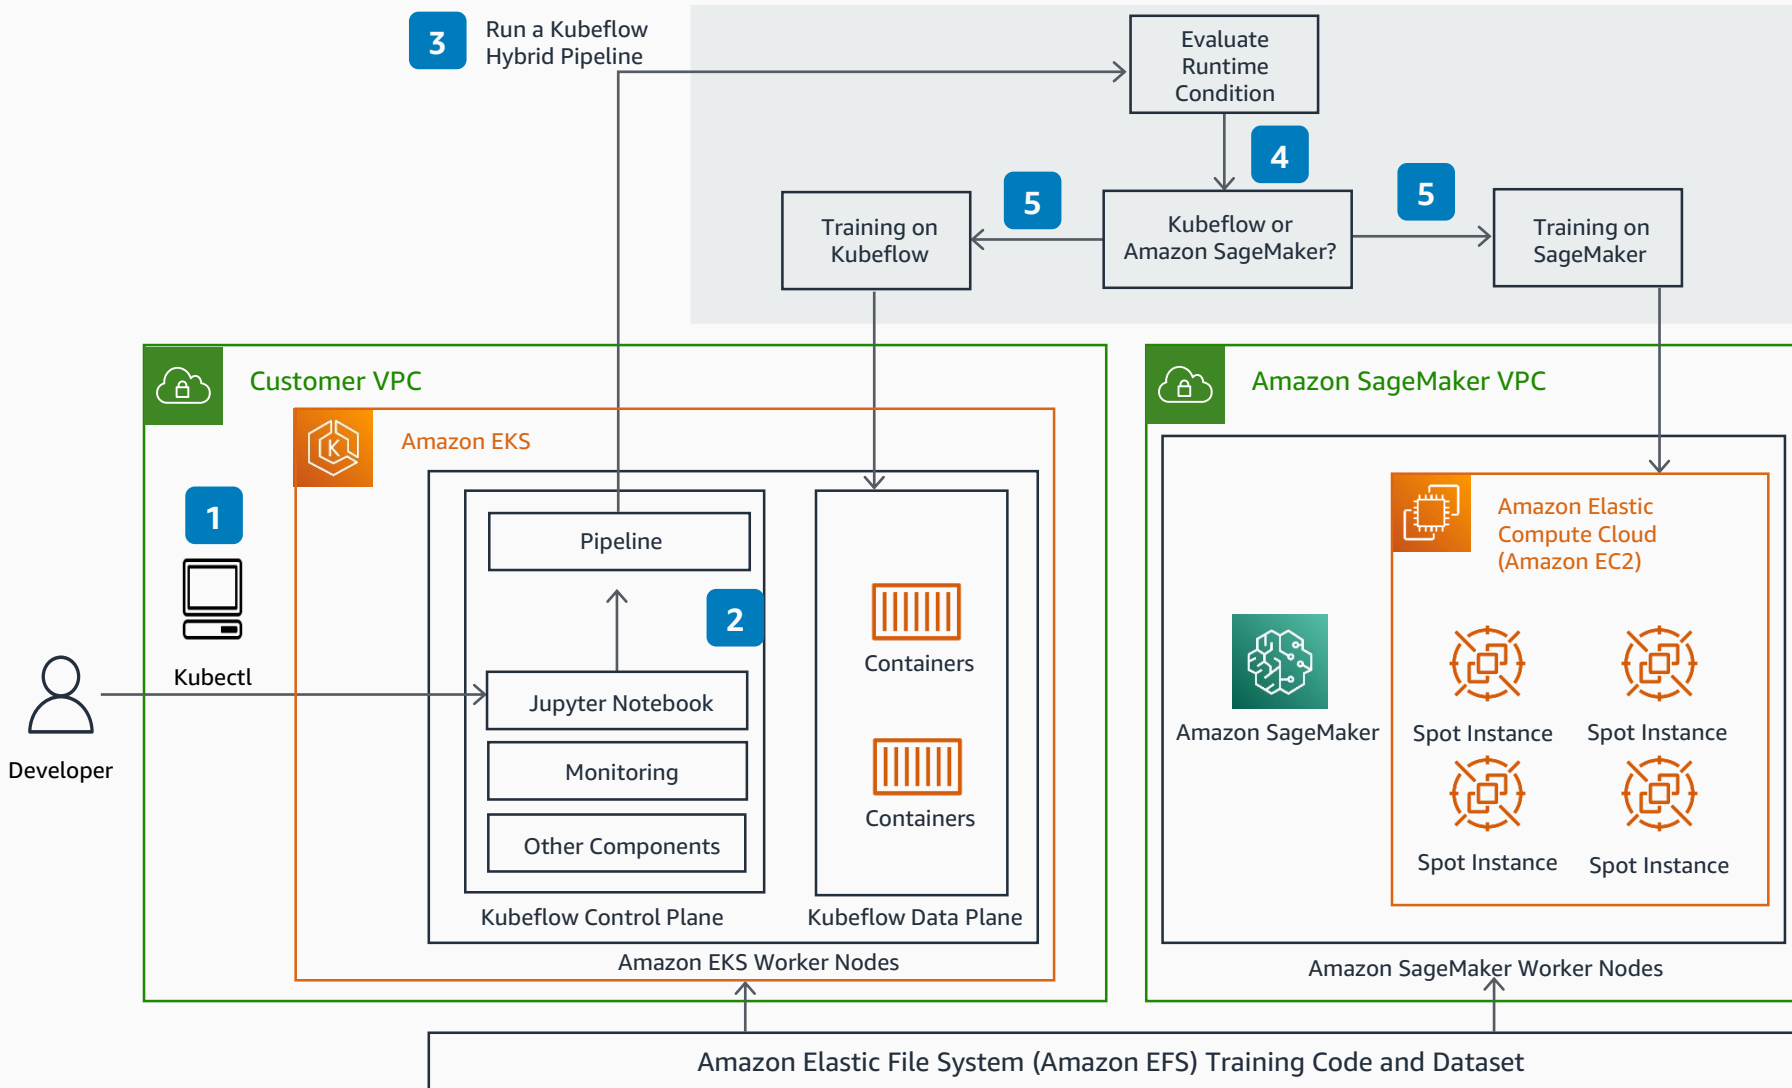 3
Run a Kubeflow
Hybrid Pipeline
Evaluate
Runtime
Condition
4
5
5
Training on
Kubeflow
Kubeflow or
Amazon SageMaker?
Training on
SageMaker
Customer VPC
Amazon EKS
1
Kubectl
Developer
Pipeline
2
Jupyter Notebook
Monitoring
Other Components
Kubeflow Control Plane
Containers
Containers
Kubeflow Data Plane
Amazon EKS Worker Nodes
Amazon SageMaker VPC
Amazon Elastic
Compute Cloud
(Amazon EC2)
Amazon SageMaker
Spot Instance
Spot Instance
Spot Instance
Spot Instance
Amazon SageMaker Worker Nodes
Amazon Elastic File System (Amazon EFS) Training Code and Dataset
K